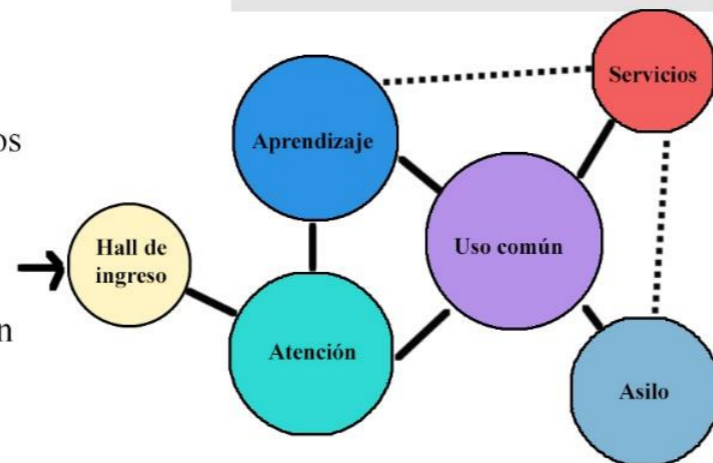 Servicios
Aprendizaje
Hall de
ingreso
Uso común
Atención
Asilo